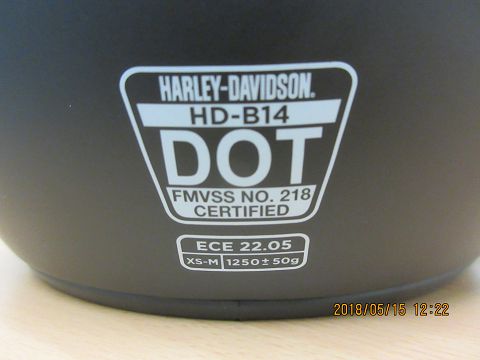 HARLEY-DAVIDSON.
HD-B14
DOT
FMVSS NO. 218
CERTIFIED
ECE 22.05
XS-M 1250±50g
2018/05/15 12:22